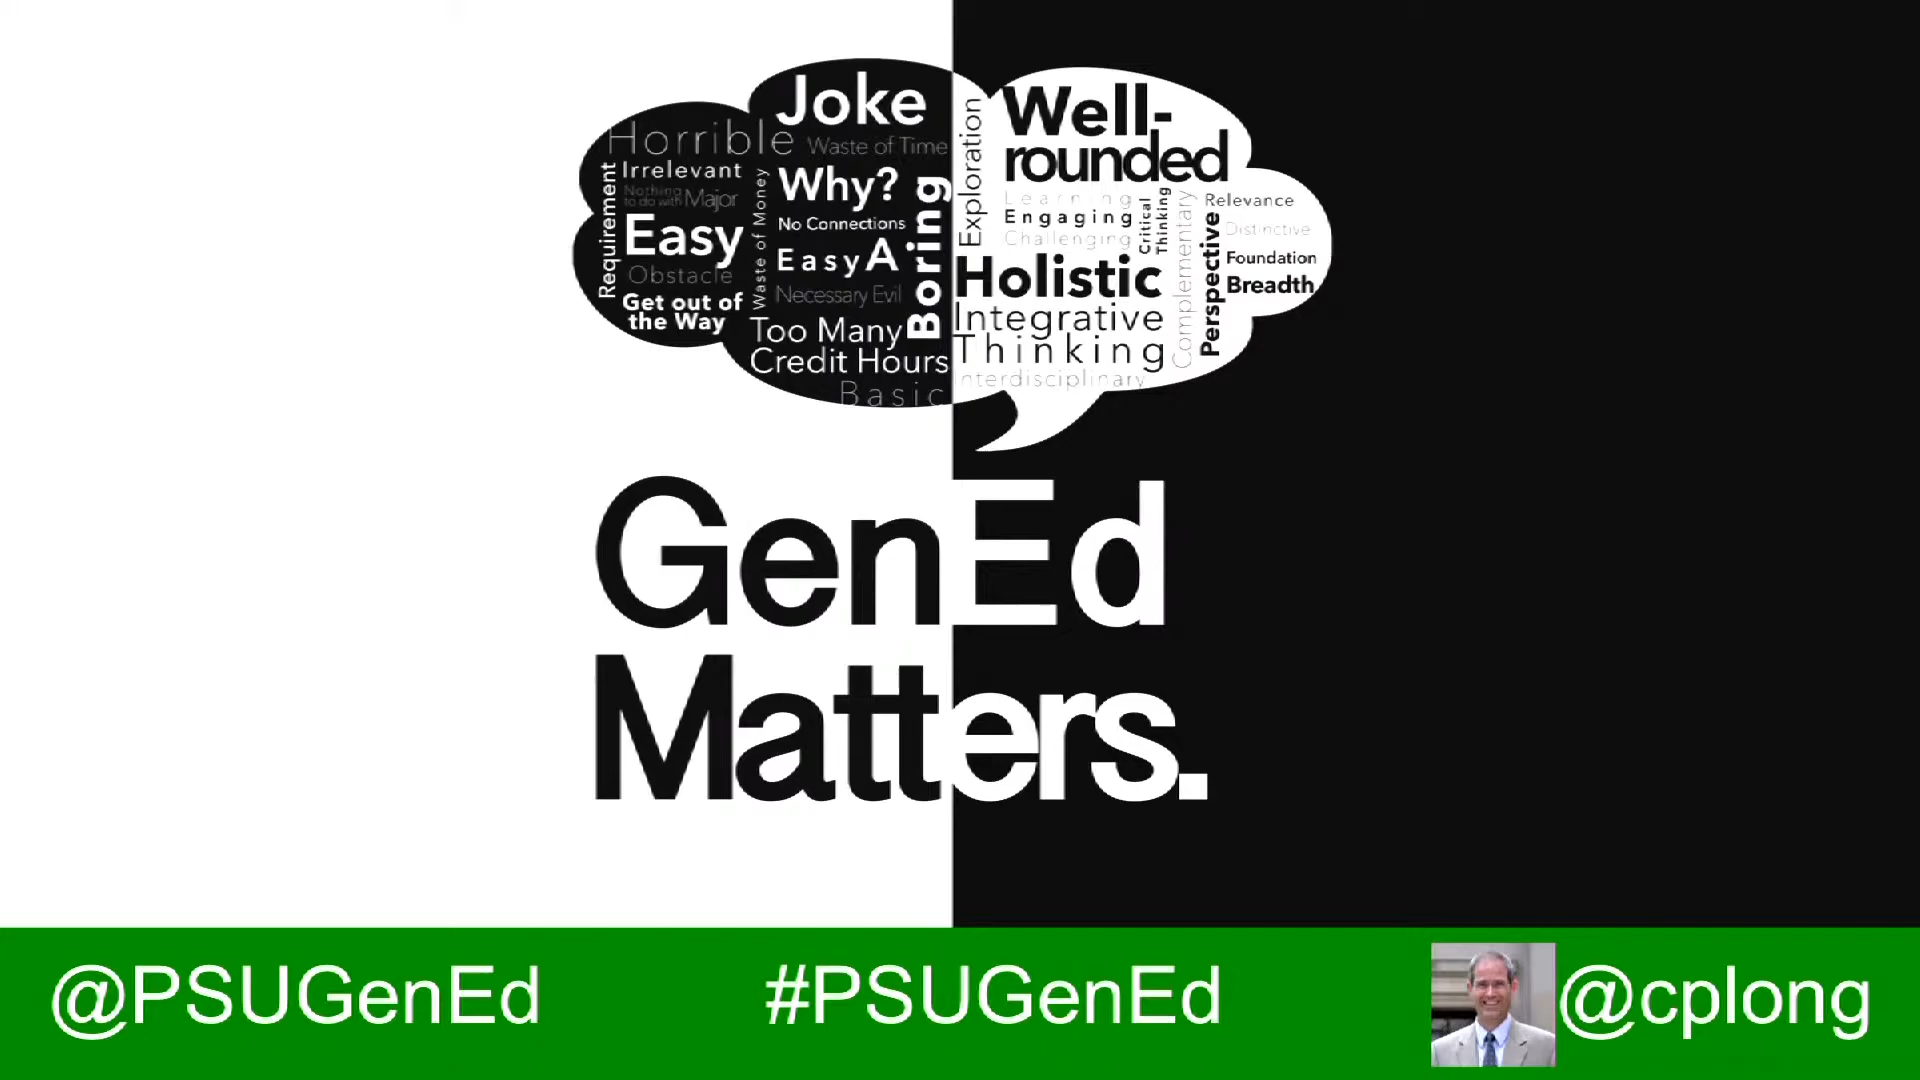 Joke
Horrible
Waste of Time
Irrelevant
Nothing
to do with Major
Requirement
Easy
Obstacle
Get out of
the Way
Waste of Money
Why?
No Connections
Easy A
Necessary Evil
Boring
Too Many
Credit Hours
Basic
Exploration
Well-
rounded
Learning
Engaging
Challenging
Critical
Thinking
Holistic
Integrative
Thinking
Interdisciplinary
Complementary
Perspective
Relevance
Distinctive
Foundation
Breadth
GenEd
Matters.
@PSUGenEd #PSUGenEd @cplong